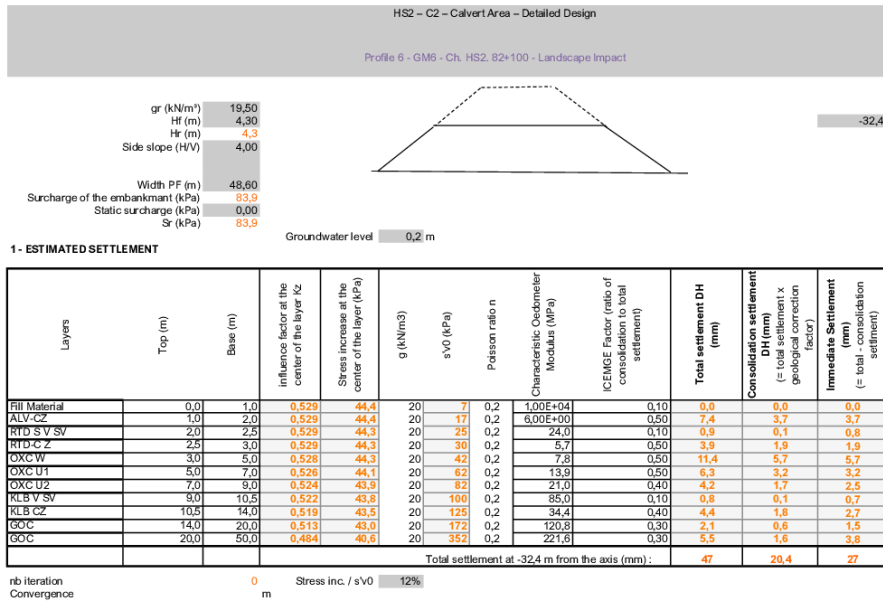 HS2 – C2 – Calvert Area – Detailed Design
Profile 6 - GM6 - Ch. HS2. 82+100 - Landscape Impact
gr (kN/m³) 19,50
Hf (m) 4,30
Hr (m) 4,3
-32,4
Side slope (H/V) 4,00
Width PF (m) 48,60
Surcharge of the embankmant (kPa) 83,9
Static surcharge (kPa) 0,00
Sr (kPa) 83,9
Groundwater level 0,2 m
1 - ESTIMATED SETTLEMENT
Layers
Top (m)
Base (m)
influence factor at the
center of the layer Kz
Stress increase at the
center of the layer (kPa)
g (kN/m3)
s'v0 (kPa)
Poisson ratio n
Characteristic Oedometer
Modulus (MPa)
ICEMGE Factor (ratio of
consolidation to total
settlement)
Total settlement DH
(mm)
Consolidation settlement
DH (mm)
(= total settlement x
geological correction
factor)
Immediate Settlement
(mm)
(= total - consolidation
settlment)
Fill Material 0,0 1,0 0,529 44,4 20 7 0,2 1,00E+04 0,10 0,0 0,0 0,0
ALV-CZ 1,0 2,0 0,529 44,4 20 17 0,2 6,00E+00 0,50 7,4 3,7 3,7
RTD S V SV 2,0 2,5 0,529 44,3 20 25 0,2 24,0 0,10 0,9 0,1 0,8
RTD-C Z 2,5 3,0 0,529 44,3 20 30 0,2 5,7 0,50 3,9 1,9 1,9
OXC W 3,0 5,0 0,528 44,3 20 42 0,2 7,8 0,50 11,4 5,7 5,7
OXC U1 5,0 7,0 0,526 44,1 20 62 0,2 13,9 0,50 6,3 3,2 3,2
OXC U2 7,0 9,0 0,524 43,9 20 82 0,2 21,0 0,40 4,2 1,7 2,5
KLB V SV 9,0 10,5 0,522 43,8 20 100 0,2 85,0 0,10 0,8 0,1 0,7
KLB CZ 10,5 14,0 0,519 43,5 20 125 0,2 34,4 0,40 4,4 1,8 2,7
GOC 14,0 20,0 0,513 43,0 20 172 0,2 120,8 0,30 2,1 0,6 1,5
GOC 20,0 50,0 0,484 40,6 20 352 0,2 221,6 0,30 5,5 1,6 3,8
Total settlement at -32,4 m from the axis (mm) : 47 20,4 27
nb iteration 0 Stress inc. / s'v0 12%
Convergence m